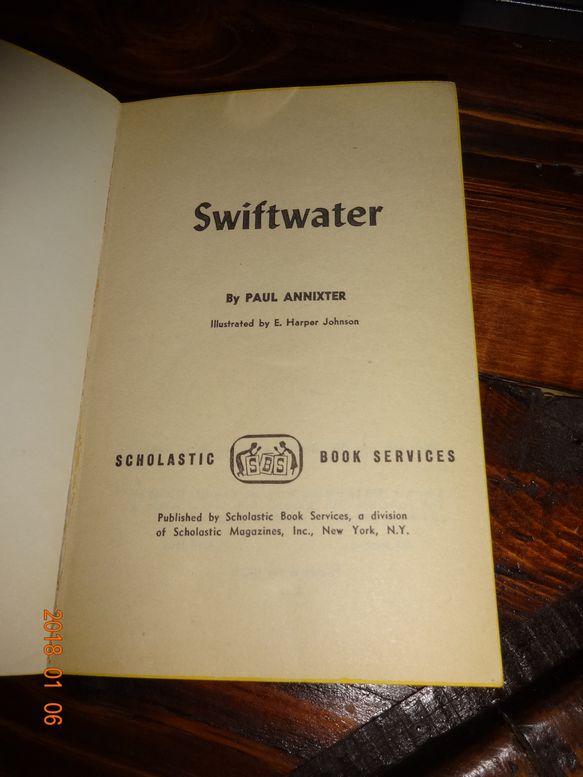 Swiftwater
By PAUL ANNIXTER
Illustrated by E. Harper Johnson
SCHOLASTIC SBS BOOK SERVICES
Published by Scholastic Book Services, a division
of Scholastic Magazines, Inc., New York, N.Y.
2018 01 06